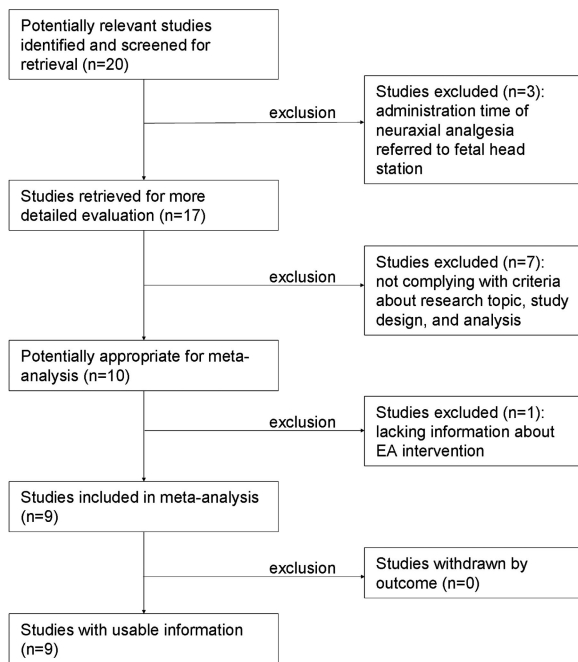 Potentially relevant studies
identified and screened for
retrieval (n=20)
exclusion
Studies excluded (n=3):
administration time of
neuraxial analgesia
referred to fetal head
station
Studies retrieved for more
detailed evaluation (n=17)
exclusion
Studies excluded (n=7):
not complying with criteria
about research topic, study
design, and analysis
Potentially appropriate for meta-
analysis (n=10)
exclusion
Studies excluded (n=1):
lacking information about
EA intervention
Studies included in meta-analysis
(n=9)
exclusion
Studies withdrawn by
outcome (n=0)
Studies with usable information
(n=9)